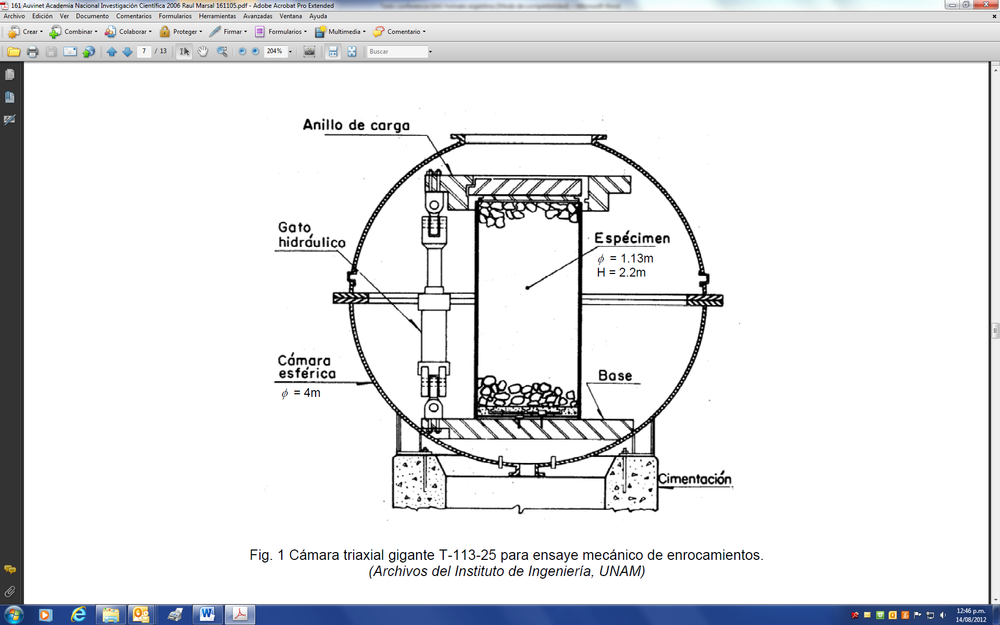 161 Auvinet Academia Nacional Investigación Científica 2006 Raul Marsal 161105.pdf - Adobe Acrobat Pro Extended
Archivo Edición Ver Documento Comentarios Formularios Herramientas Avanzadas Ventana Ayuda
Crear Combinar Colaborar Proteger Firmar Formularios Multimedia Comentario
7 / 13 204% Buscar
Anillo de carga
Gato
hidráulico
Espécimen
ϕ = 1.13m
H = 2.2m
Cámara
esférica
ϕ = 4m
Base
Cimentación
Fig. 1 Cámara triaxial gigante T-113-25 para ensaye mecánico de enrocamientos.
(Archivos del Instituto de Ingeniería, UNAM)
12:46 p.m.
14/08/2012